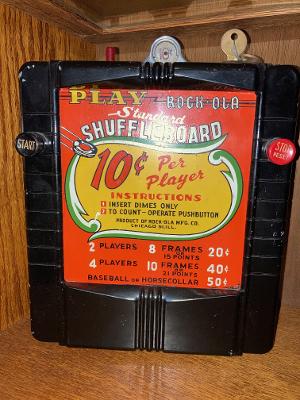 PLAY
ROCK-OLA
Standard
SHUFFLEBOARD
START
STOP
10¢ Per
Player
INSTRUCTIONS
1 INSERT DIMES ONLY
2 TO COUNT - OPERATE PUSHBUTTON
PRODUCT OF ROCK-OLA MFG. CO.
CHICAGO ILL.
2 PLAYERS 8 FRAMES 20¢
OR
15 POINTS
4 PLAYERS 10 FRAMES 40¢
OR
21 POINTS
BASEBALL OR HORSECOLLAR 50¢